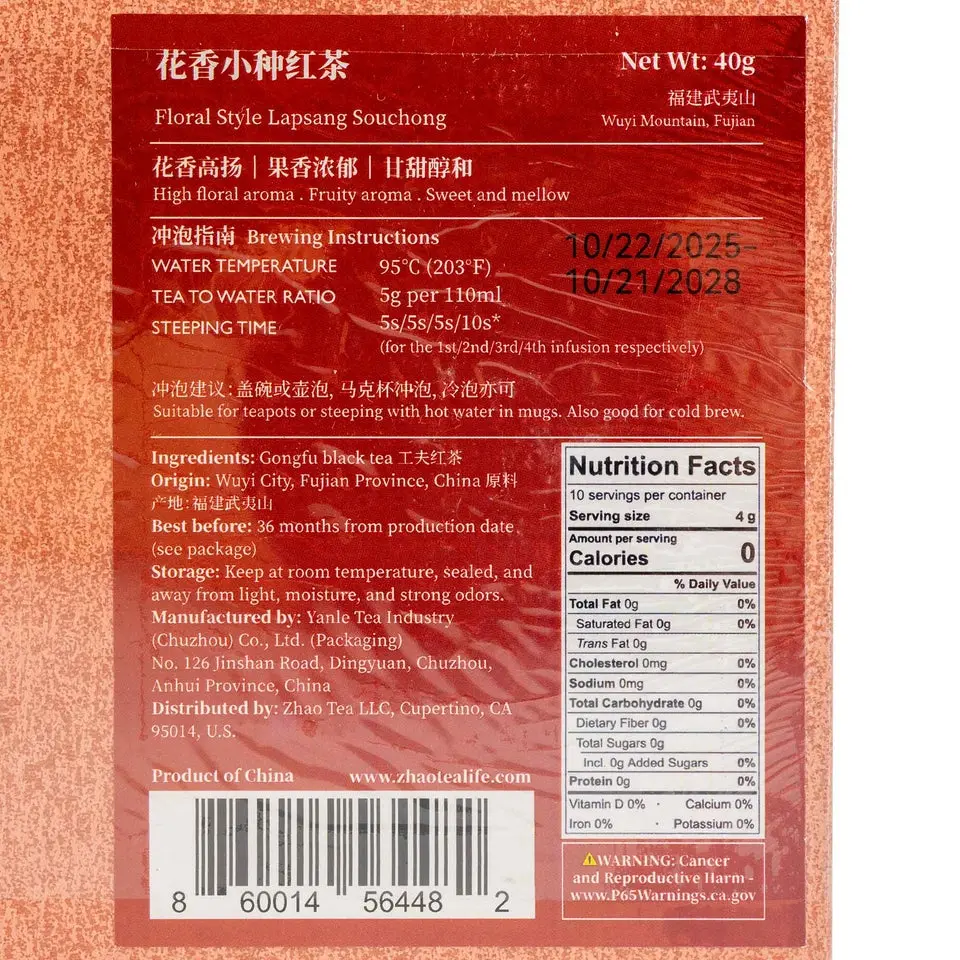 花香小种红茶
Net Wt: 40g
福建武夷山
Floral Style Lapsang Souchong
Wuyi Mountain, Fujian
花香高扬｜果香浓郁｜甘甜醇和
High floral aroma . Fruity aroma . Sweet and mellow
冲泡指南 Brewing Instructions
10/22/2025-
10/21/2028
WATER TEMPERATURE 95°C (203°F)
TEA TO WATER RATIO 5g per 110ml
STEEPING TIME 5s/5s/5s/10s*
(for the 1st/2nd/3rd/4th infusion respectively)
冲泡建议：盖碗或壶泡, 马克杯冲泡, 冷泡亦可
Suitable for teapots or steeping with hot water in mugs. Also good for cold brew.
Ingredients: Gongfu black tea 工夫红茶
Origin: Wuyi City, Fujian Province, China 原料
产地: 福建武夷山
Best before: 36 months from production date
(see package)
Storage: Keep at room temperature, sealed, and
away from light, moisture, and strong odors.
Manufactured by: Yanle Tea Industry
(Chuzhou) Co., Ltd. (Packaging)
No. 126 Jinshan Road, Dingyuan, Chuzhou,
Anhui Province, China
Distributed by: Zhao Tea LLC, Cupertino, CA
95014, U.S.
Product of China www.zhaotealife.com
8 60014 56448 2
Nutrition Facts
10 servings per container
Serving size 4 g
Amount per serving
Calories 0
% Daily Value
Total Fat 0g 0%
Saturated Fat 0g 0%
Trans Fat 0g
Cholesterol 0mg 0%
Sodium 0mg 0%
Total Carbohydrate 0g 0%
Dietary Fiber 0g 0%
Total Sugars 0g
Incl. 0g Added Sugars 0%
Protein 0g 0%
Vitamin D 0% · Calcium 0%
Iron 0% · Potassium 0%
⚠WARNING: Cancer
and Reproductive Harm -
www.P65Warnings.ca.gov